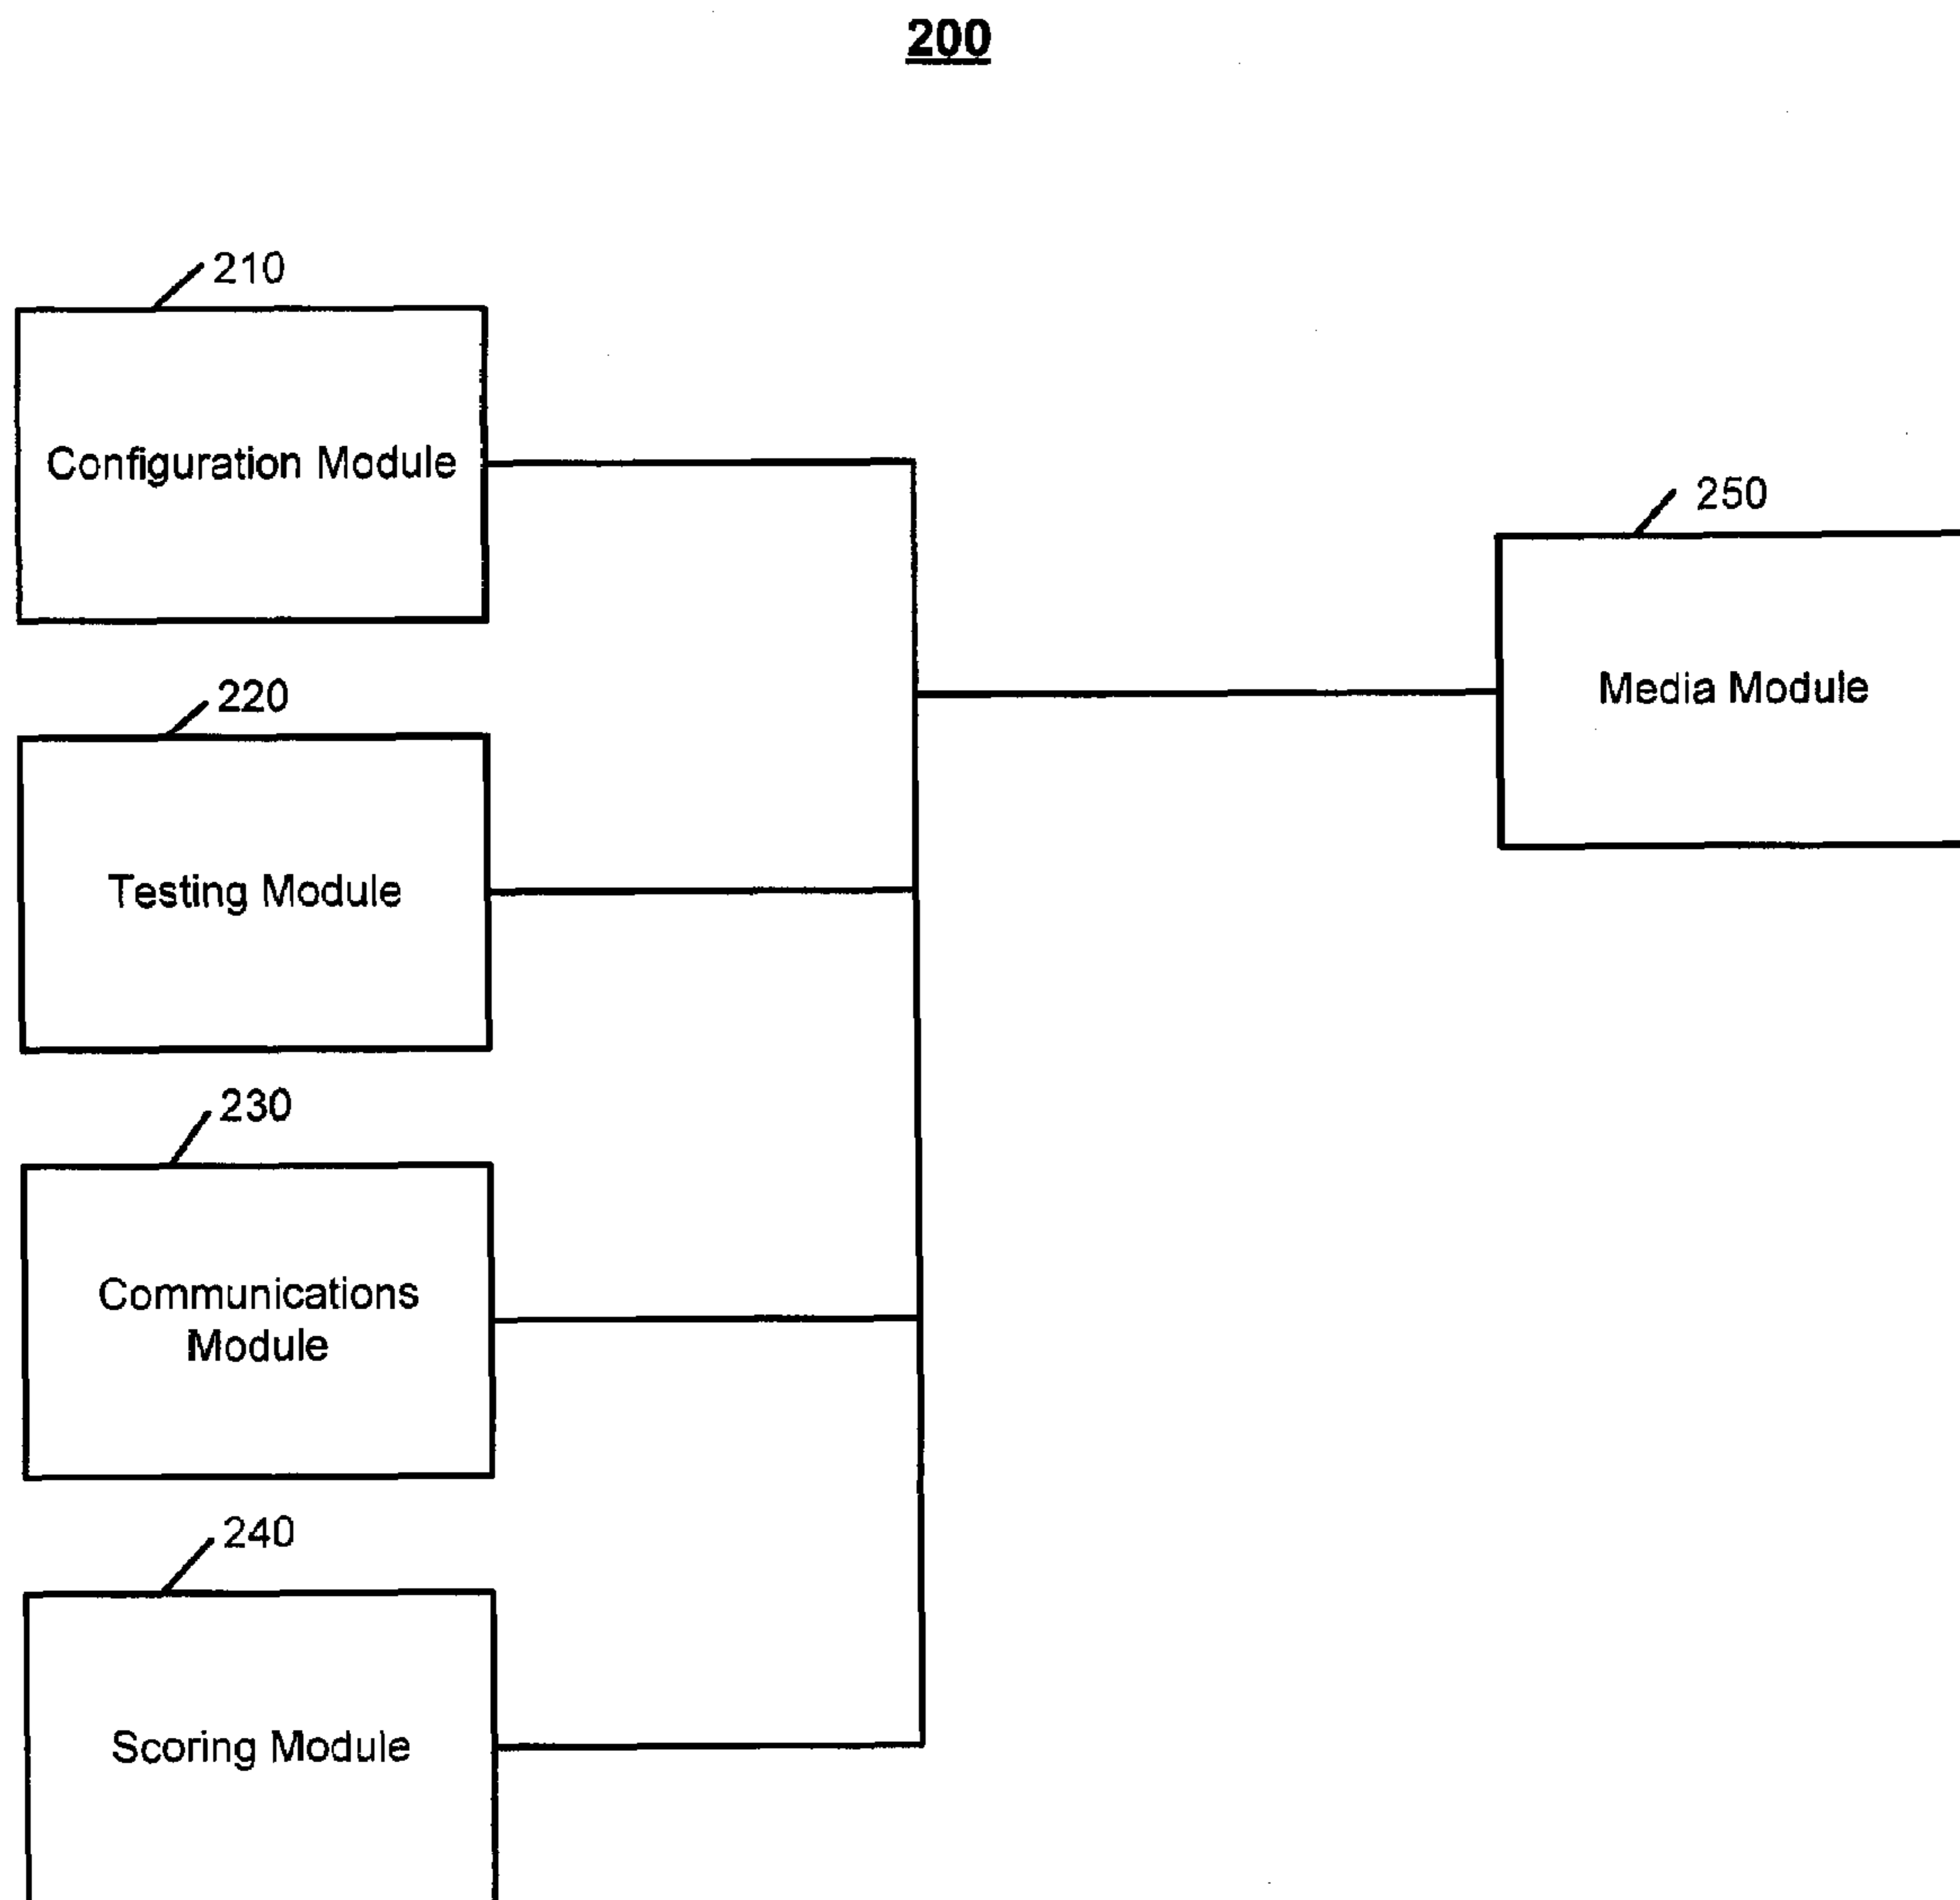 200
210
Configuration Module
250
Media Module
220
Testing Module
230
Communications
Module
240
Scoring Module